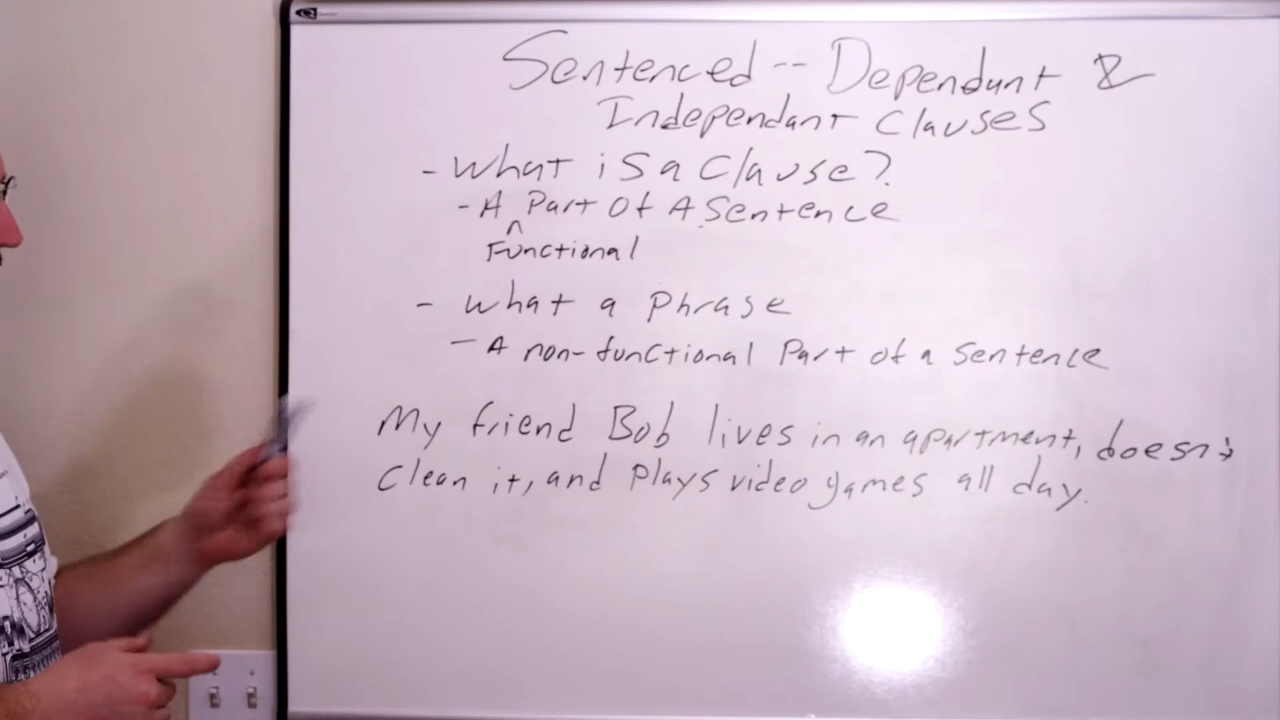 Sentenced -- Dependant &
Independant Clauses
- What is a Clause?
- A Part Of A Sentence
^
Functional
- What a Phrase
- A non-functional Part of a Sentence
My friend Bob lives in an apartment, doesn't
Clean it, and Plays video games all day.